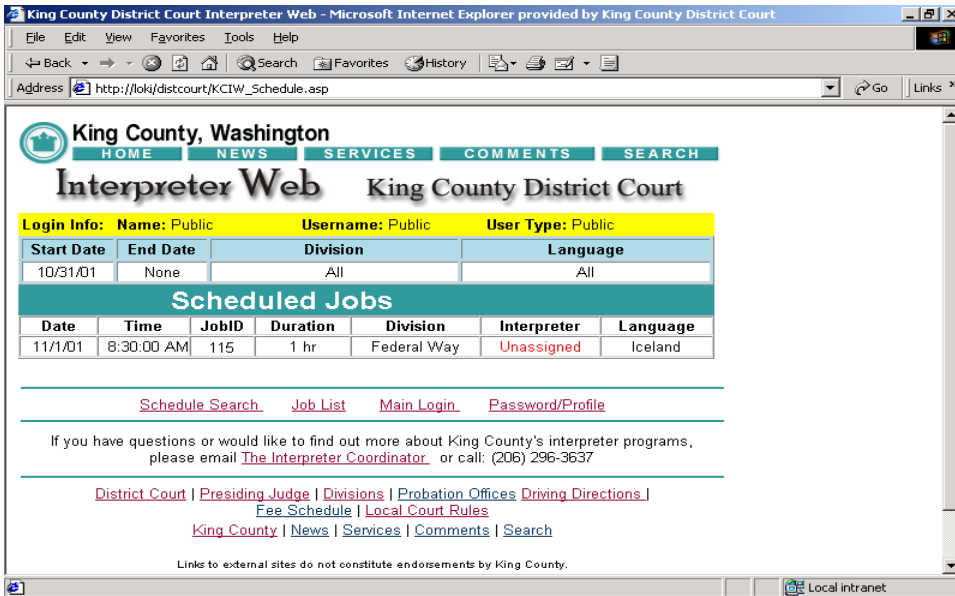 King County District Court Interpreter Web - Microsoft Internet Explorer provided by King County District Court
File Edit View Favorites Tools Help
Back Search Favorites History
Address http://loki/distcourt/KCIW_Schedule.asp Go Links
King County, Washington
HOME NEWS SERVICES COMMENTS SEARCH
Interpreter Web King County District Court
Login Info: Name: Public Username: Public User Type: Public
Start Date End Date Division Language
10/31/01 None All All
Scheduled Jobs
Date Time JobID Duration Division Interpreter Language
11/1/01 8:30:00 AM 115 1 hr Federal Way Unassigned Iceland
Schedule Search Job List Main Login Password/Profile
If you have questions or would like to find out more about King County's interpreter programs,
please email The Interpreter Coordinator or call: (206) 296-3637
District Court | Presiding Judge | Divisions | Probation Offices Driving Directions |
Fee Schedule | Local Court Rules
King County | News | Services | Comments | Search
Links to external sites do not constitute endorsements by King County.
Local intranet